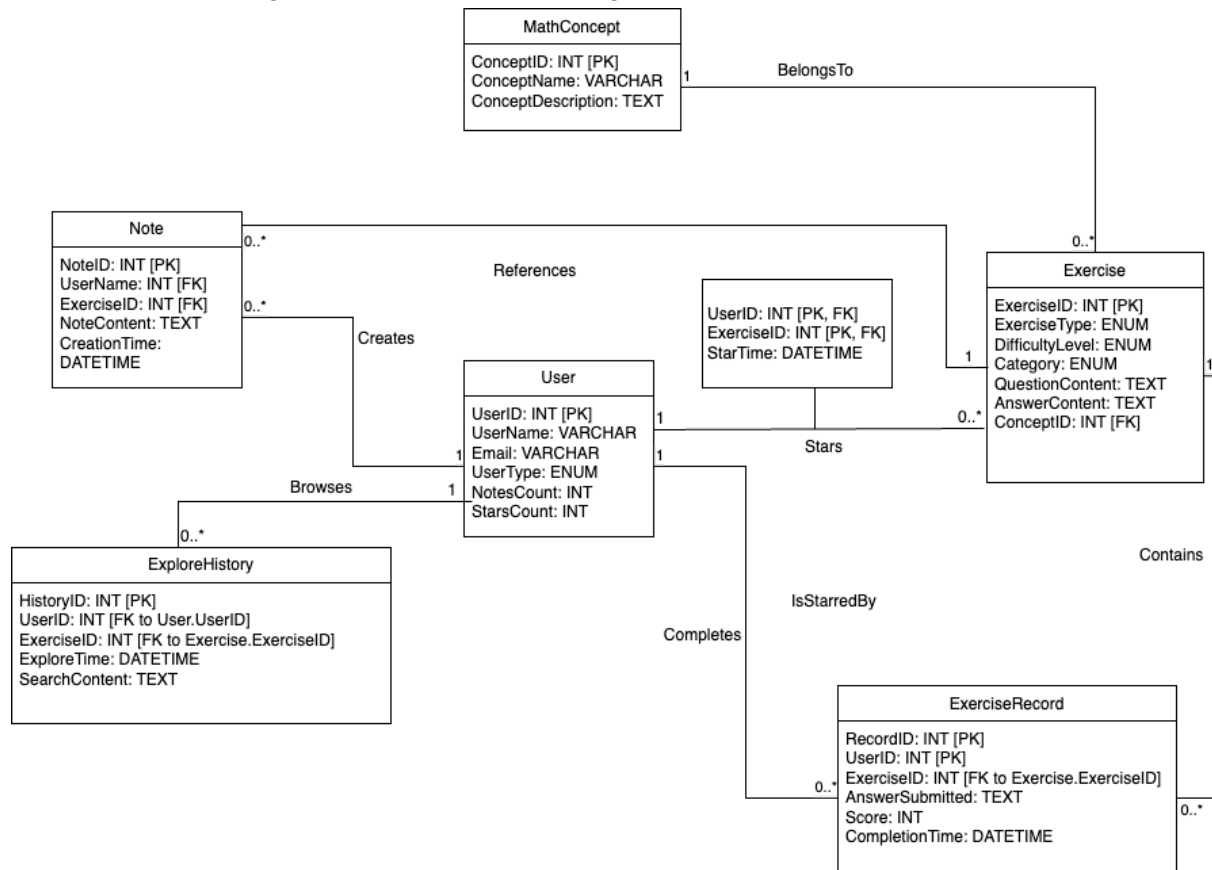 MathConcept
ConceptID: INT [PK]
ConceptName: VARCHAR
ConceptDescription: TEXT
1
BelongsTo
0..*
Note
NoteID: INT [PK]
UserName: INT [FK]
ExerciseID: INT [FK]
NoteContent: TEXT
CreationTime:
DATETIME
0..*
0..*
References
Creates
UserID: INT [PK, FK]
ExerciseID: INT [PK, FK]
StarTime: DATETIME
Exercise
ExerciseID: INT [PK]
ExerciseType: ENUM
DifficultyLevel: ENUM
Category: ENUM
QuestionContent: TEXT
AnswerContent: TEXT
ConceptID: INT [FK]
1
1
User
UserID: INT [PK]
UserName: VARCHAR
Email: VARCHAR
UserType: ENUM
NotesCount: INT
StarsCount: INT
1
0..*
Stars
1
1
Browses
1
0..*
ExploreHistory
HistoryID: INT [PK]
UserID: INT [FK to User.UserID]
ExerciseID: INT [FK to Exercise.ExerciseID]
ExploreTime: DATETIME
SearchContent: TEXT
Contains
IsStarredBy
Completes
ExerciseRecord
RecordID: INT [PK]
UserID: INT [PK]
ExerciseID: INT [FK to Exercise.ExerciseID]
AnswerSubmitted: TEXT
Score: INT
CompletionTime: DATETIME
0..*
0..*